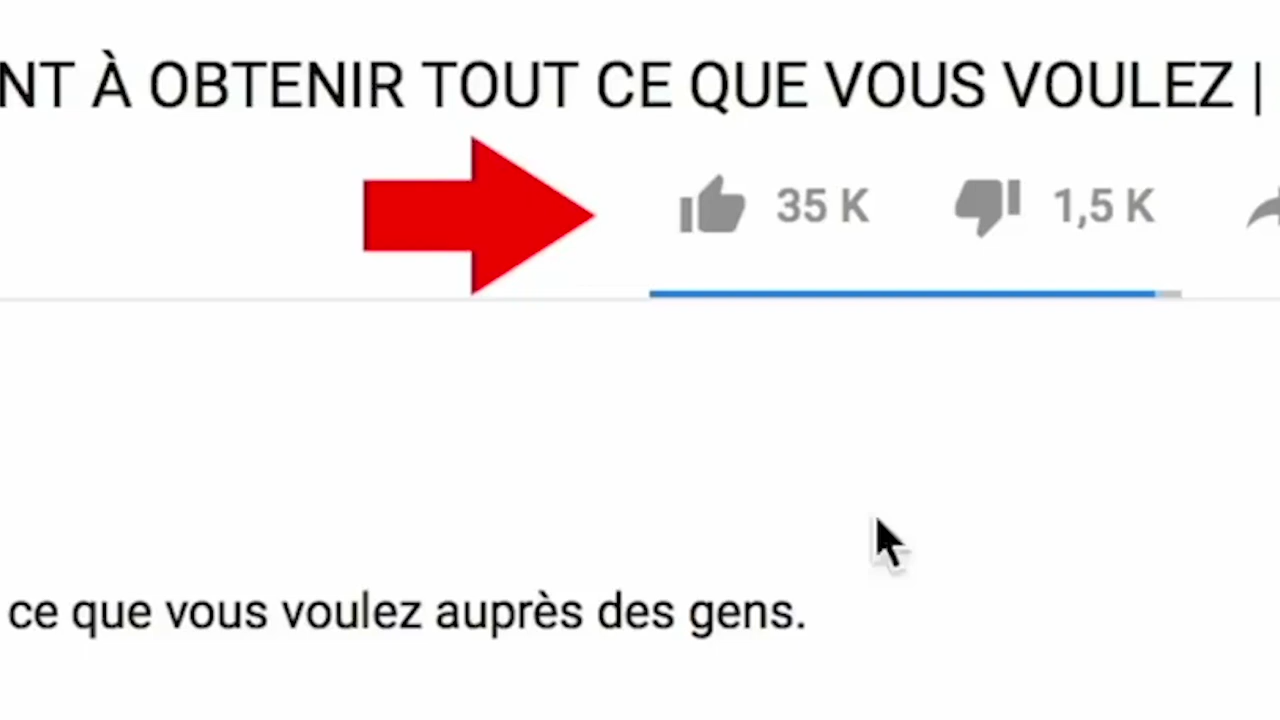 NT À OBTENIR TOUT CE QUE VOUS VOULEZ |
35 K 1,5 K
ce que vous voulez auprès des gens.